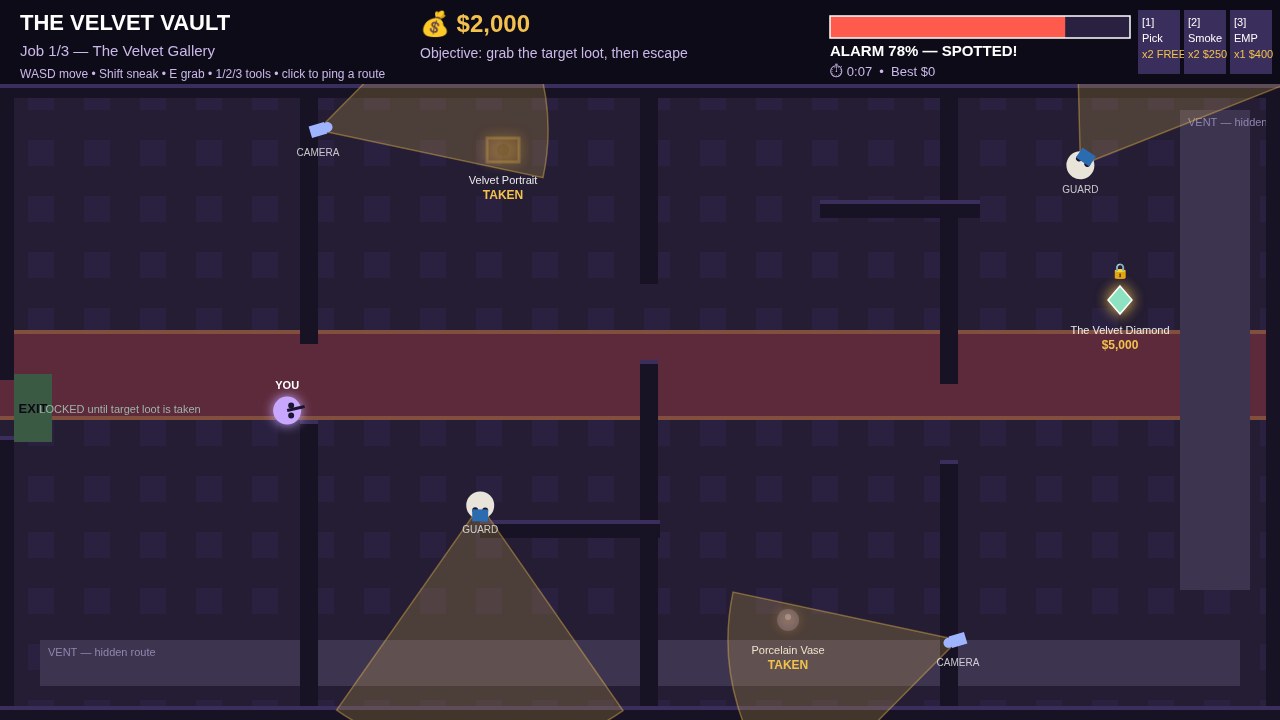 THE VELVET VAULT
Job 1/3 — The Velvet Gallery
WASD move • Shift sneak • E grab • 1/2/3 tools • click to ping a route
💰 $2,000
Objective: grab the target loot, then escape
ALARM 78% — SPOTTED!
⏱ 0:07 • Best $0
[1]
Pick
x2 FREE
[2]
Smoke
x2 $250
[3]
EMP
x1 $400
CAMERA
Velvet Portrait
TAKEN
VENT — hidden
GUARD
The Velvet Diamond
$5,000
YOU
EXIT
LOCKED until target loot is taken
GUARD
VENT — hidden route
Porcelain Vase
TAKEN
CAMERA